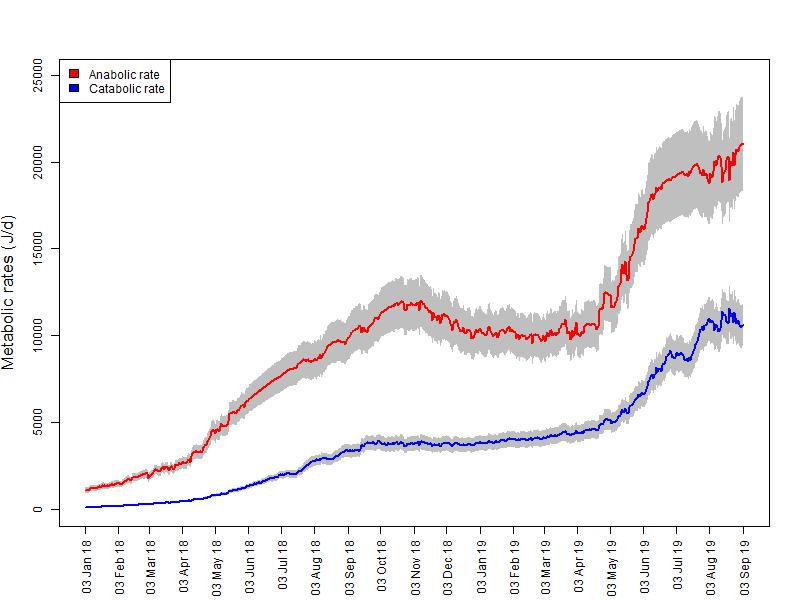 Anabolic rate
Catabolic rate
Metabolic rates (J/d)
25000
20000
15000
10000
5000
0
03 Jan 18
03 Feb 18
03 Mar 18
03 Apr 18
03 May 18
03 Jun 18
03 Jul 18
03 Aug 18
03 Sep 18
03 Oct 18
03 Nov 18
03 Dec 18
03 Jan 19
03 Feb 19
03 Mar 19
03 Apr 19
03 May 19
03 Jun 19
03 Jul 19
03 Aug 19
03 Sep 19